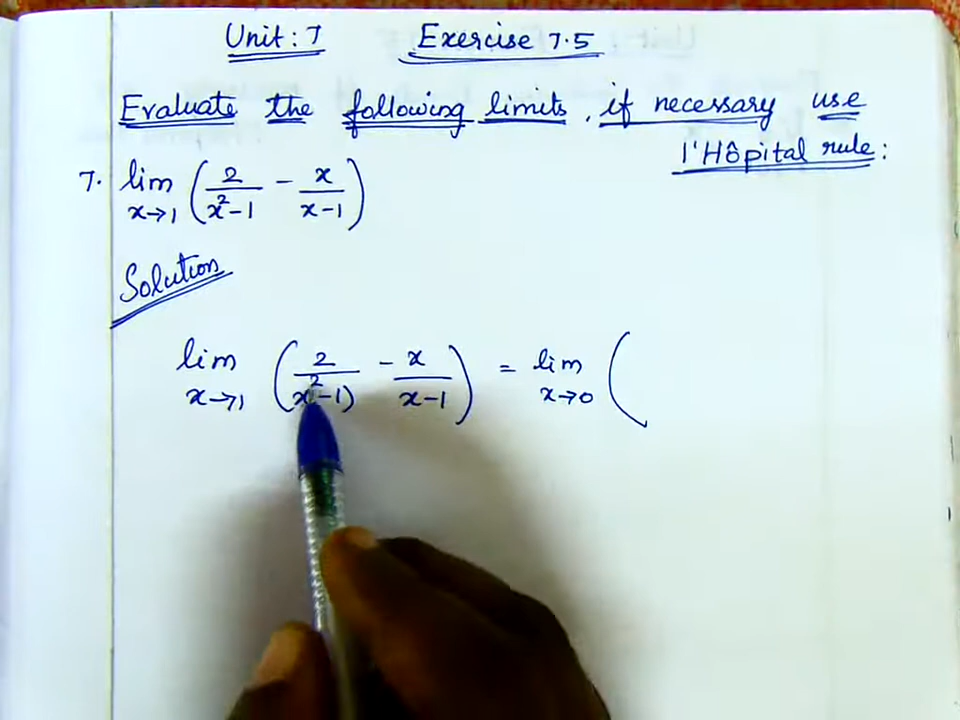 Unit : 7 Exercise 7.5
Evaluate the following limits, if necessary use
l'Hôpital rule :
7. lim x→1 (2/(x²-1) - x/(x-1))
Solution
lim x→1 (2/(x²-1) - x/(x-1)) = lim x→0 (